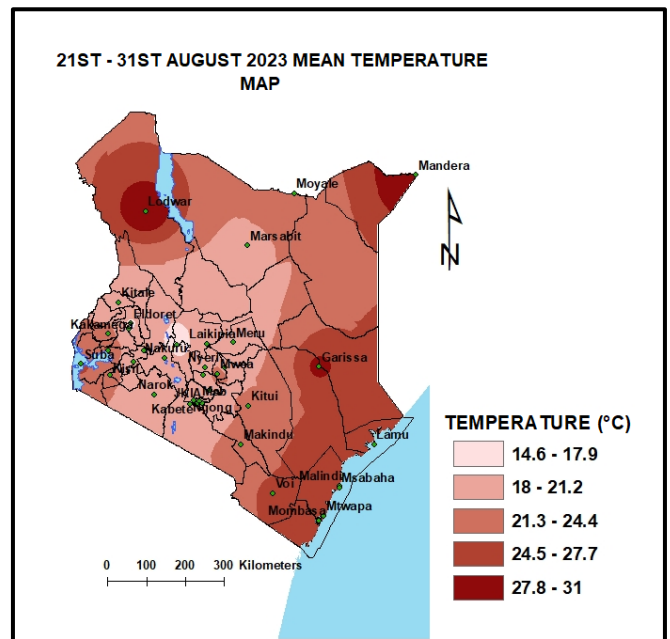 21ST - 31ST AUGUST 2023 MEAN TEMPERATURE
MAP
Mandera
Moyale
Lodwar
Marsabit
N
Kitale
Eldoret
Kakamega
Laikipia
Meru
Suba
Nakuru
Nyeri
Mwea
Garissa
Kisii
Narok
JKIA
Kabete
Ngong
Kitui
Makindu
Lamu
TEMPERATURE (°C)
14.6 - 17.9
18 - 21.2
21.3 - 24.4
24.5 - 27.7
27.8 - 31
Voi
Malindi
Msabaha
Mombasa
Mtwapa
0 100 200 300 Kilometers